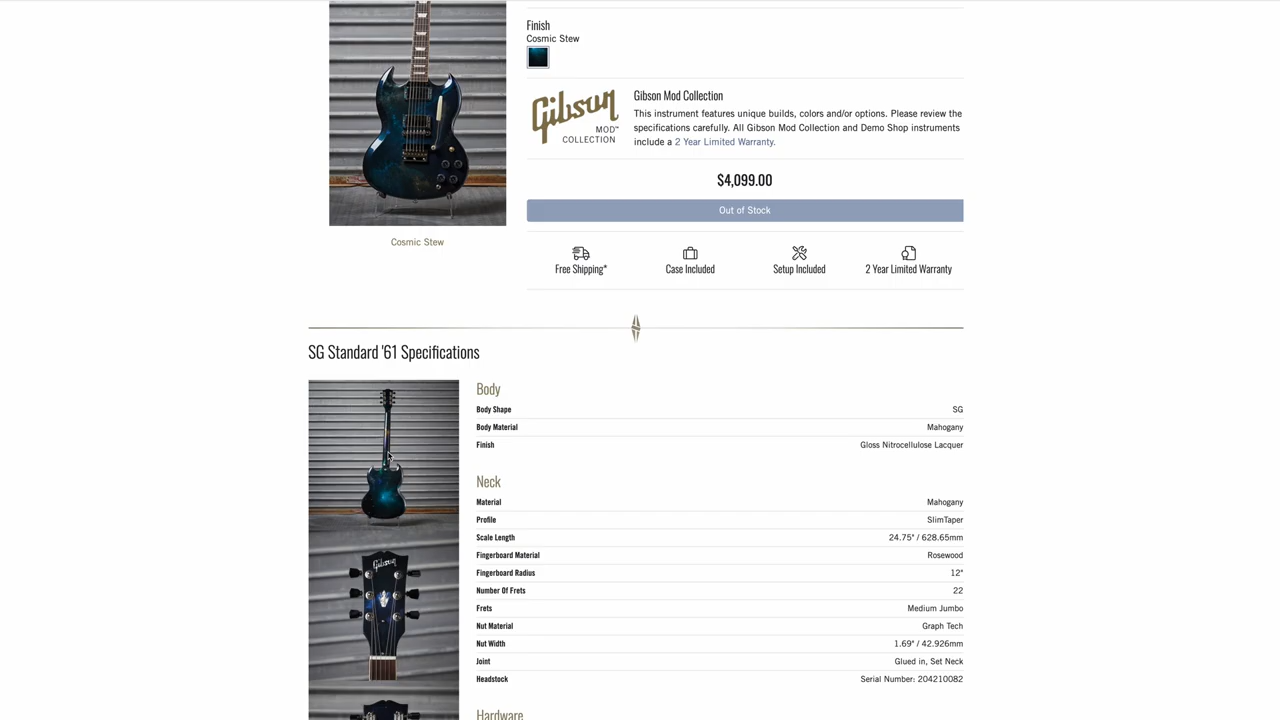 Finish
Cosmic Stew
Gibson
MOD™
COLLECTION
Gibson Mod Collection
This instrument features unique builds, colors and/or options. Please review the
specifications carefully. All Gibson Mod Collection and Demo Shop instruments
include a 2 Year Limited Warranty.
$4,099.00
Out of Stock
Cosmic Stew
Free Shipping*
Case Included
Setup Included
2 Year Limited Warranty
SG Standard '61 Specifications
Body
Body Shape SG
Body Material Mahogany
Finish Gloss Nitrocellulose Lacquer
Neck
Material Mahogany
Profile SlimTaper
Scale Length 24.75" / 628.65mm
Fingerboard Material Rosewood
Fingerboard Radius 12"
Number Of Frets 22
Frets Medium Jumbo
Nut Material Graph Tech
Nut Width 1.69" / 42.926mm
Joint Glued in, Set Neck
Headstock Serial Number: 204210082
Gibson
Hardware